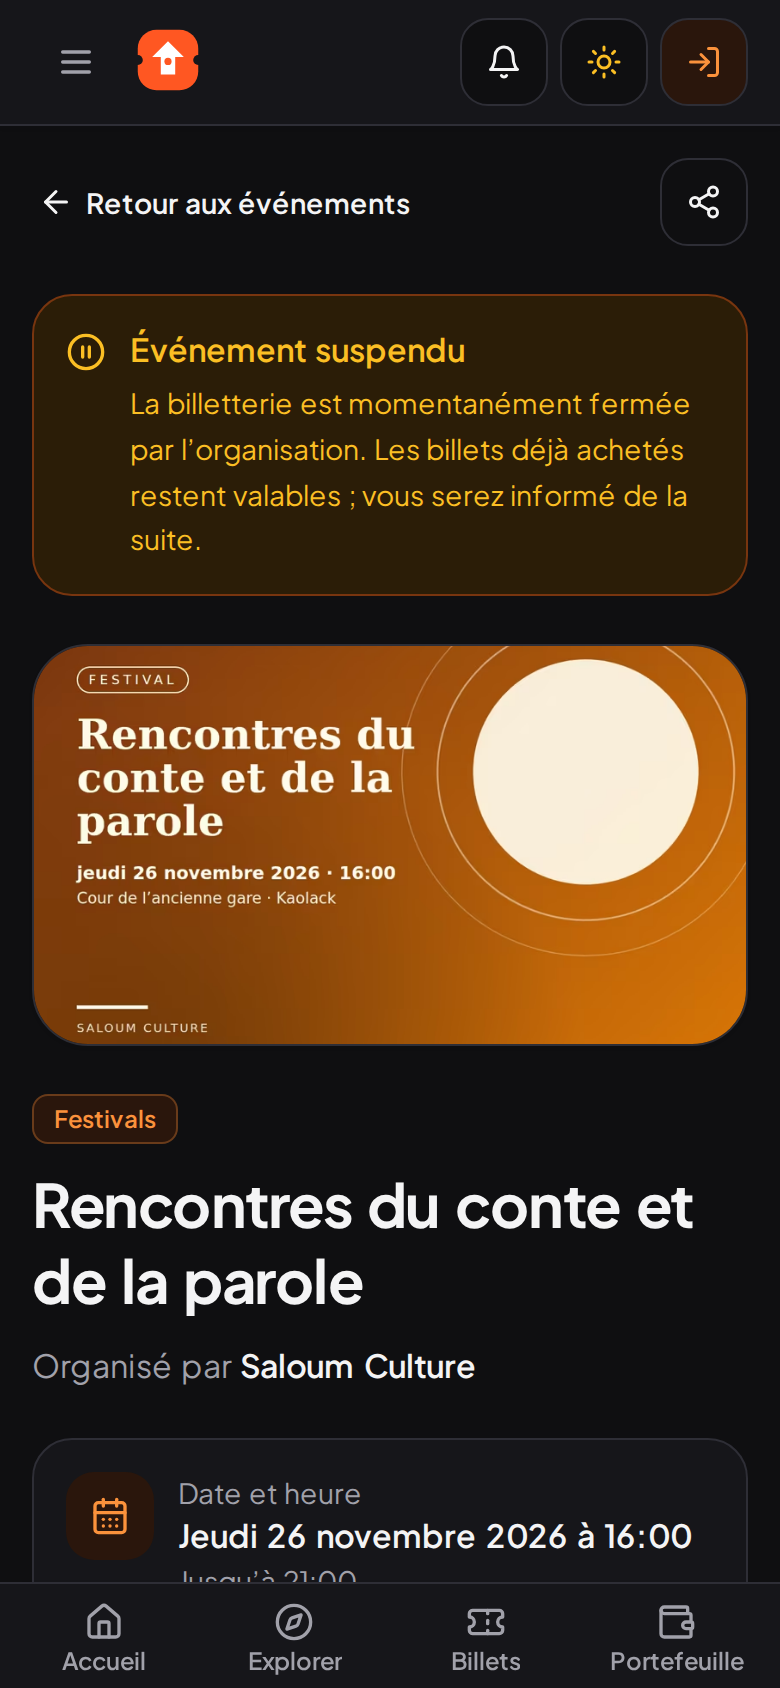 Retour aux événements
Événement suspendu
La billetterie est momentanément fermée
par l’organisation. Les billets déjà achetés
restent valables ; vous serez informé de la
suite.
FESTIVAL
Rencontres du
conte et de la
parole
jeudi 26 novembre 2026 · 16:00
Cour de l’ancienne gare · Kaolack
SALOUM CULTURE
Festivals
Rencontres du conte et
de la parole
Organisé par Saloum Culture
Date et heure
Jeudi 26 novembre 2026 à 16:00
Jusqu’à 21:00
Accueil
Explorer
Billets
Portefeuille